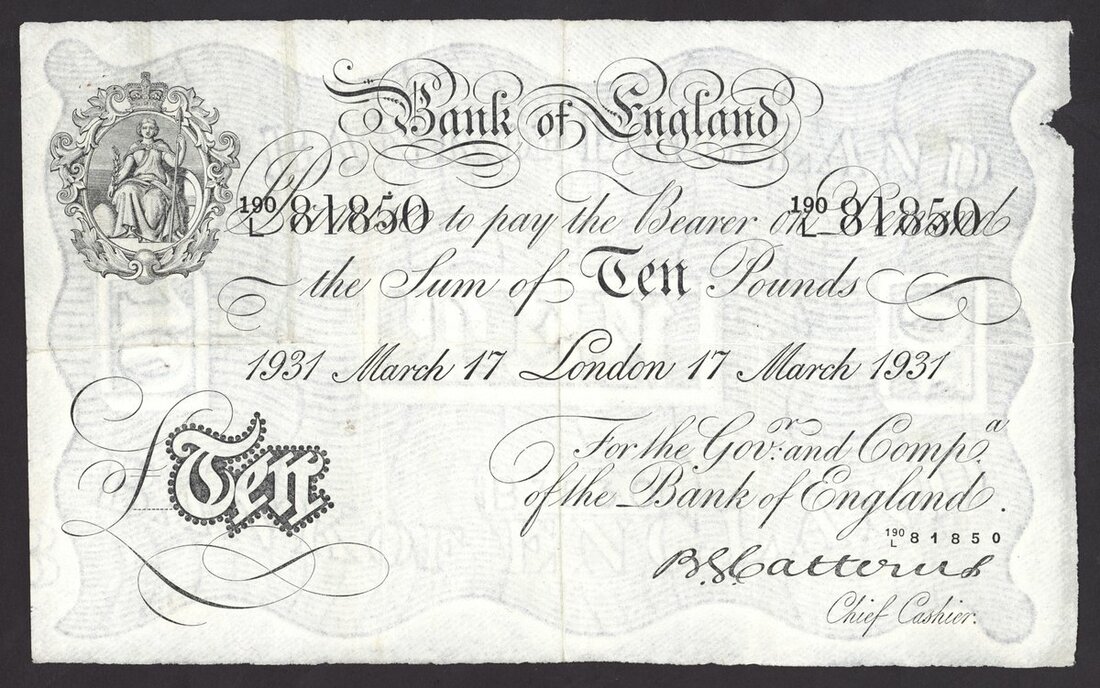 Bank of England
190/L 81850 Promise to pay the Bearer on Demand 190/L 81850
the Sum of Ten Pounds
1931 March 17 London 17 March 1931
For the Govr. and Compa.
of the Bank of England.
£Ten
190/L 81850
B.G. Catterns
Chief Cashier.